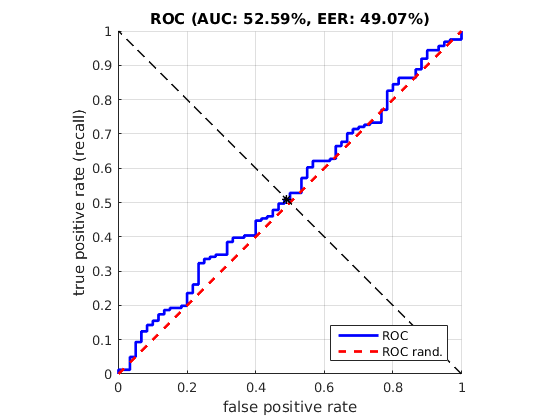 ROC (AUC: 52.59%, EER: 49.07%)
true positive rate (recall)
1
0.9
0.8
0.7
0.6
0.5
0.4
0.3
0.2
0.1
0
ROC
ROC rand.
0 0.2 0.4 0.6 0.8 1
false positive rate